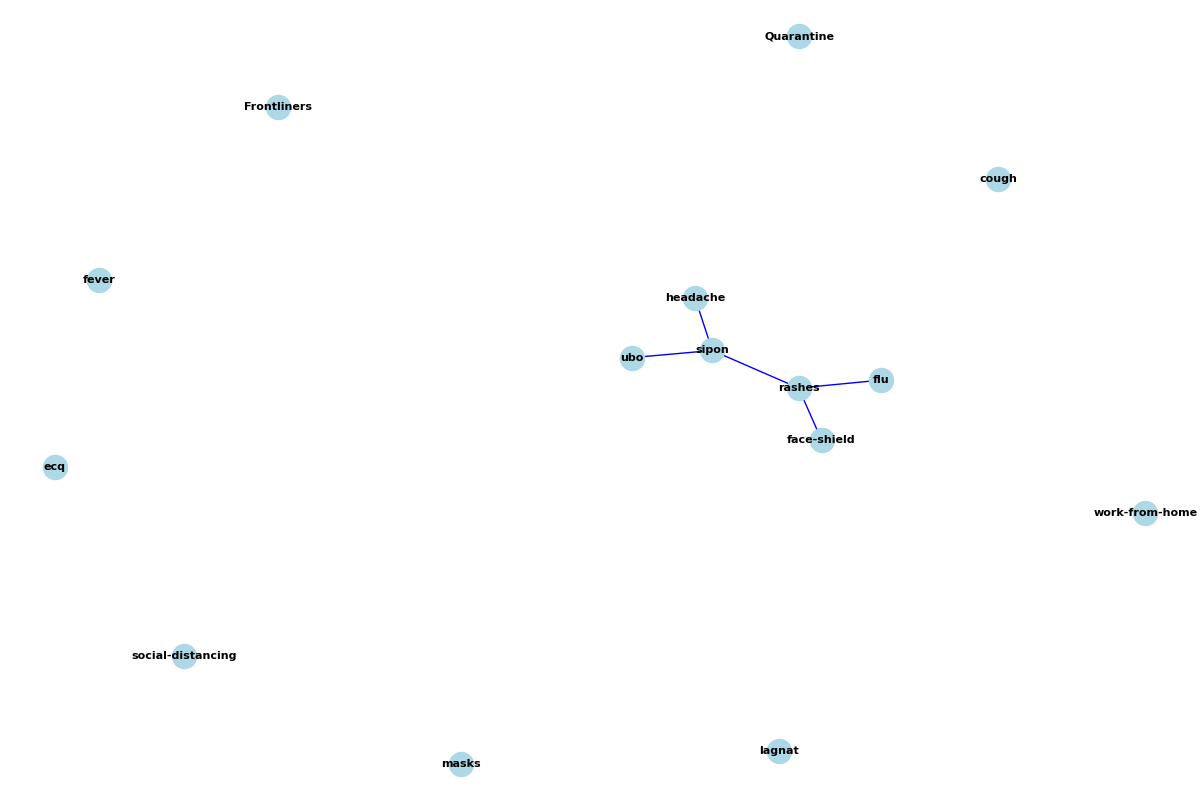 Quarantine
Frontliners
cough
fever
headache
sipon
ubo
flu
rashes
face-shield
ecq
work-from-home
social-distancing
lagnat
masks